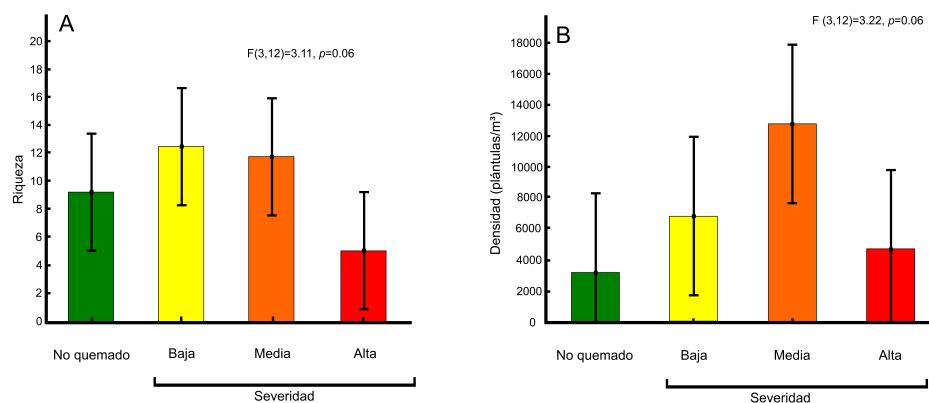 A
F(3,12)=3.11, p=0.06
Riqueza
20
18
16
14
12
10
8
6
4
2
0
No quemado Baja Media Alta
Severidad
B
F (3,12)=3.22, p=0.06
Densidad (plántulas/m³)
18000
16000
14000
12000
10000
8000
6000
4000
2000
0
No quemado Baja Media Alta
Severidad